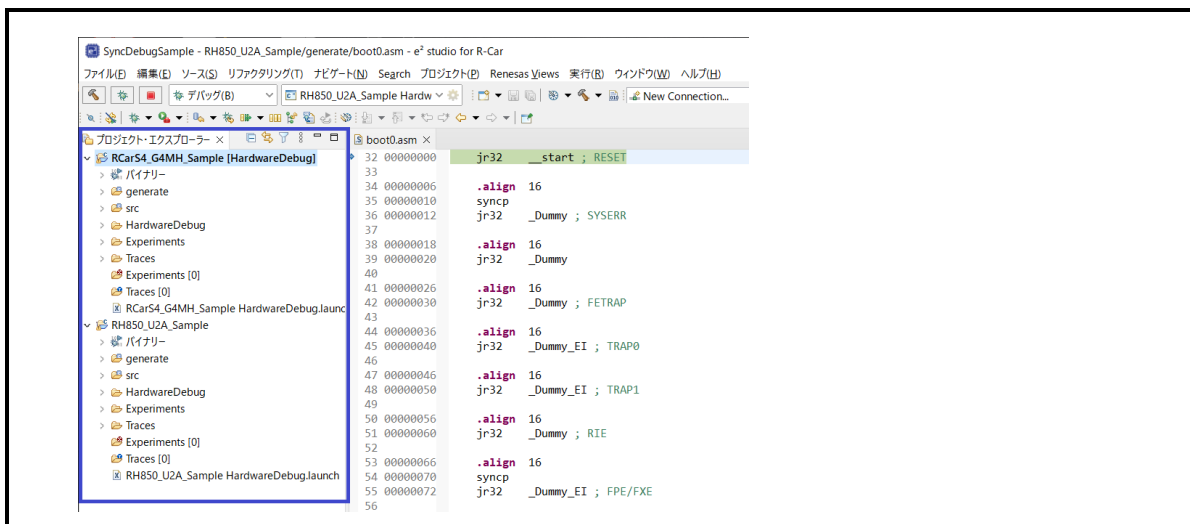 SyncDebugSample - RH850_U2A_Sample/generate/boot0.asm - e² studio for R-Car
ファイル(F) 編集(E) ソース(S) リファクタリング(T) ナビゲート(N) Search プロジェクト(P) Renesas Views 実行(R) ウィンドウ(W) ヘルプ(H)
デバッグ(B) RH850_U2A_Sample Hardw New Connection...
プロジェクト・エクスプローラー
RCarS4_G4MH_Sample [HardwareDebug]
バイナリー
generate
src
HardwareDebug
Experiments
Traces
Experiments [0]
Traces [0]
RCarS4_G4MH_Sample HardwareDebug.launc
RH850_U2A_Sample
バイナリー
generate
src
HardwareDebug
Experiments
Traces
Experiments [0]
Traces [0]
RH850_U2A_Sample HardwareDebug.launch
boot0.asm
32 00000000 jr32 __start ; RESET
33
34 00000006 .align 16
35 00000010 syncp
36 00000012 jr32 _Dummy ; SYSERR
37
38 00000018 .align 16
39 00000020 jr32 _Dummy
40
41 00000026 .align 16
42 00000030 jr32 _Dummy ; FETRAP
43
44 00000036 .align 16
45 00000040 jr32 _Dummy_EI ; TRAP0
46
47 00000046 .align 16
48 00000050 jr32 _Dummy_EI ; TRAP1
49
50 00000056 .align 16
51 00000060 jr32 _Dummy ; RIE
52
53 00000066 .align 16
54 00000070 syncp
55 00000072 jr32 _Dummy_EI ; FPE/FXE
56